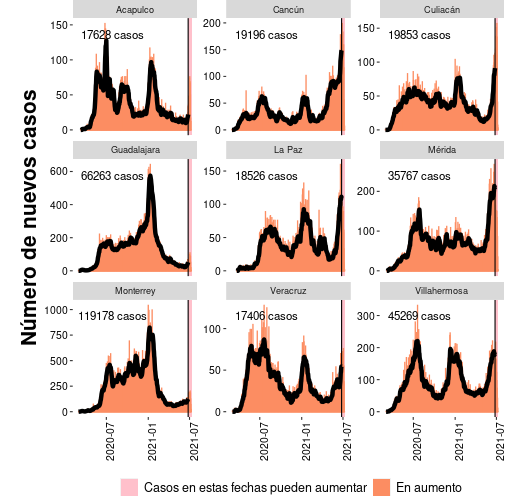 Número de nuevos casos
Acapulco
Cancún
Culiacán
17623 casos
19196 casos
19853 casos
150
100
50
0
200
150
100
50
0
150
100
50
0
Guadalajara
La Paz
Mérida
66263 casos
18526 casos
35767 casos
600
400
200
0
150
100
50
0
200
100
0
Monterrey
Veracruz
Villahermosa
119178 casos
17406 casos
45269 casos
1000
750
500
250
0
100
50
0
300
200
100
0
2020-07
2021-01
2021-07
2020-07
2021-01
2021-07
2020-07
2021-01
2021-07
Casos en estas fechas pueden aumentar
En aumento